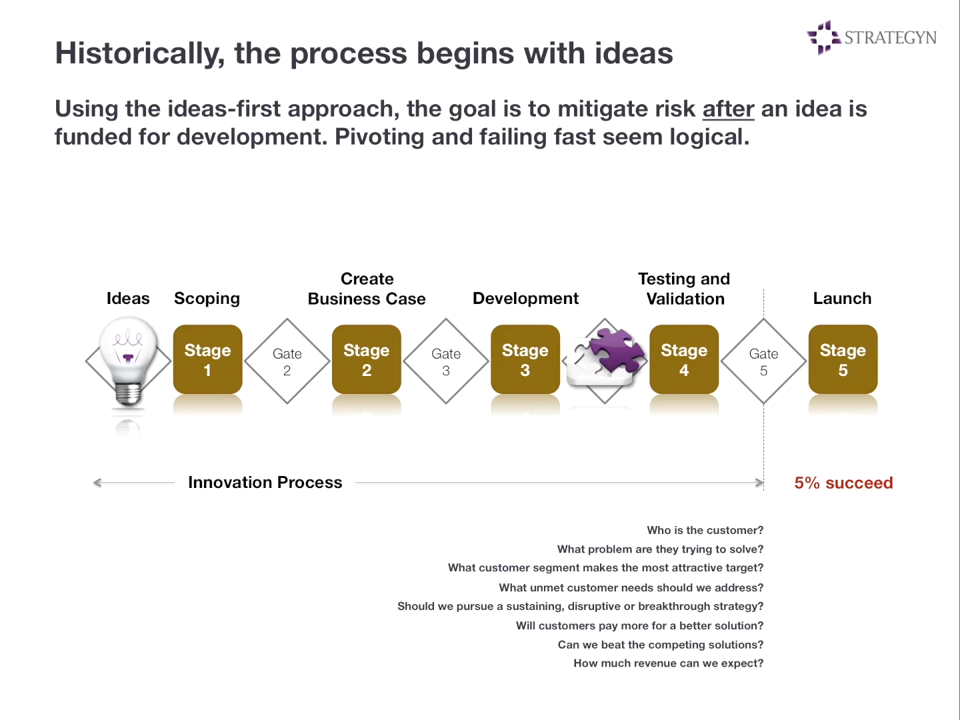 STRATEGYN
Historically, the process begins with ideas
Using the ideas-first approach, the goal is to mitigate risk after an idea is
funded for development. Pivoting and failing fast seem logical.
Ideas
Scoping
Create
Business Case
Development
Testing and
Validation
Launch
Stage
1
Gate
2
Stage
2
Gate
3
Stage
3
Stage
4
Gate
5
Stage
5
Innovation Process
5% succeed
Who is the customer?
What problem are they trying to solve?
What customer segment makes the most attractive target?
What unmet customer needs should we address?
Should we pursue a sustaining, disruptive or breakthrough strategy?
Will customers pay more for a better solution?
Can we beat the competing solutions?
How much revenue can we expect?